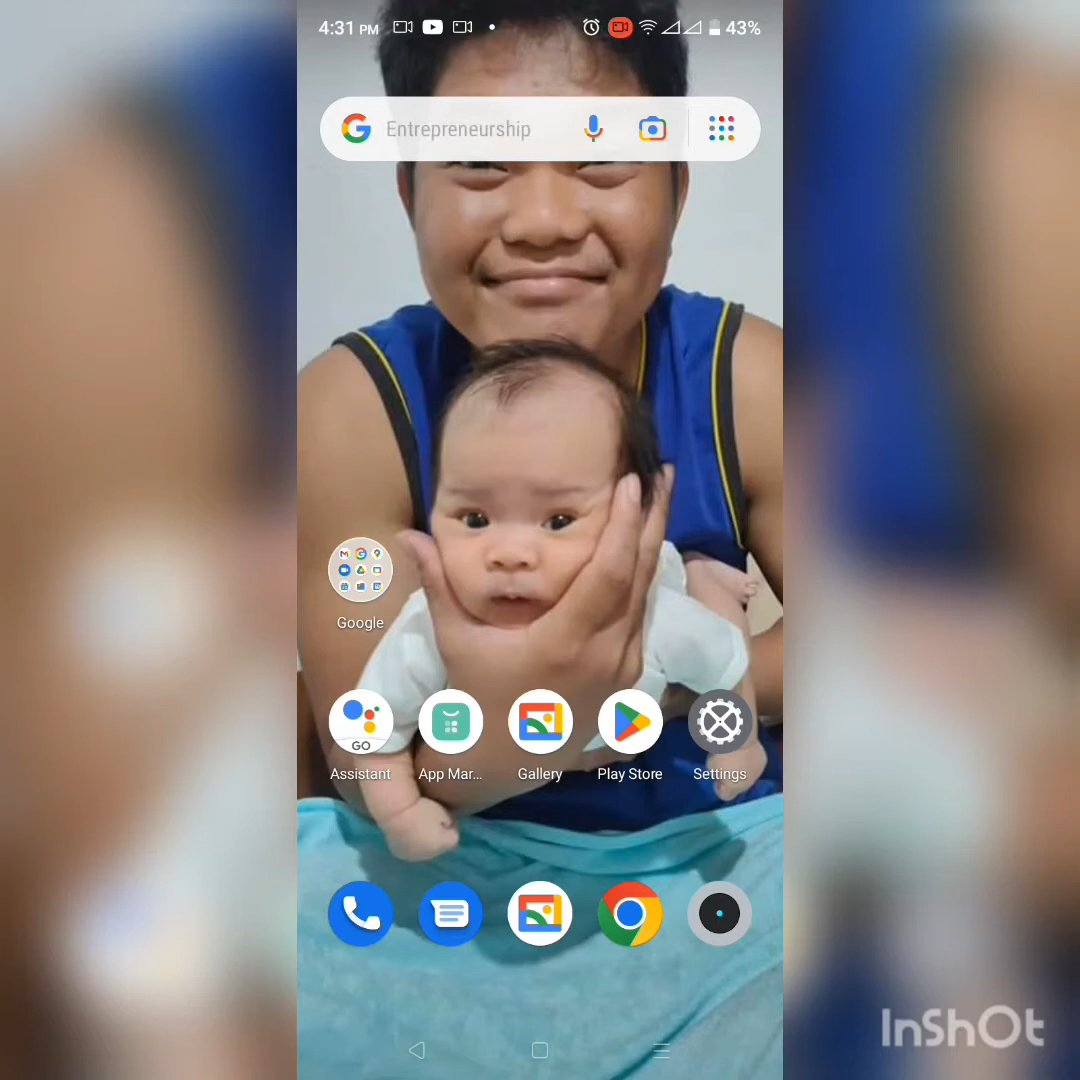 4:31 PM 43%
Entrepreneurship
Google
GO
Assistant App Mar... Gallery Play Store Settings
InShOt